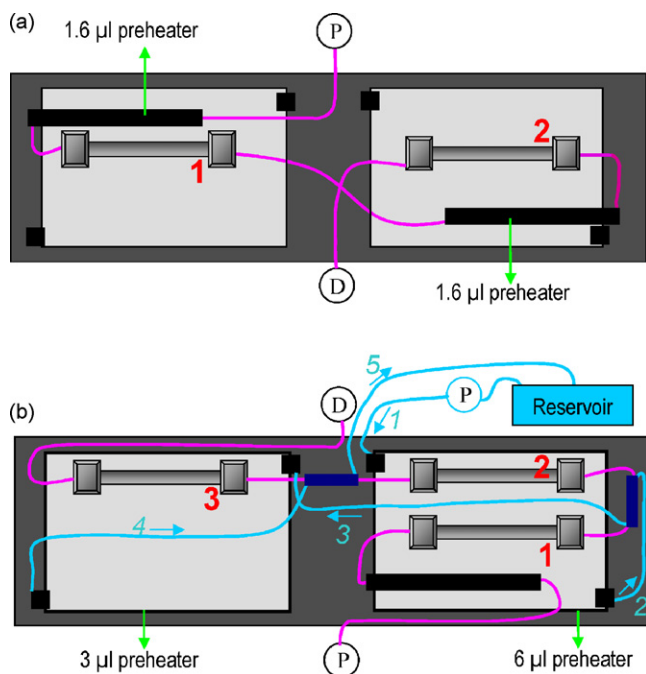 (a)
1.6 µl preheater
P
1
2
D
1.6 µl preheater
(b)
5
P
Reservoir
1
D
3
2
4
3
1
2
3 µl preheater
P
6 µl preheater